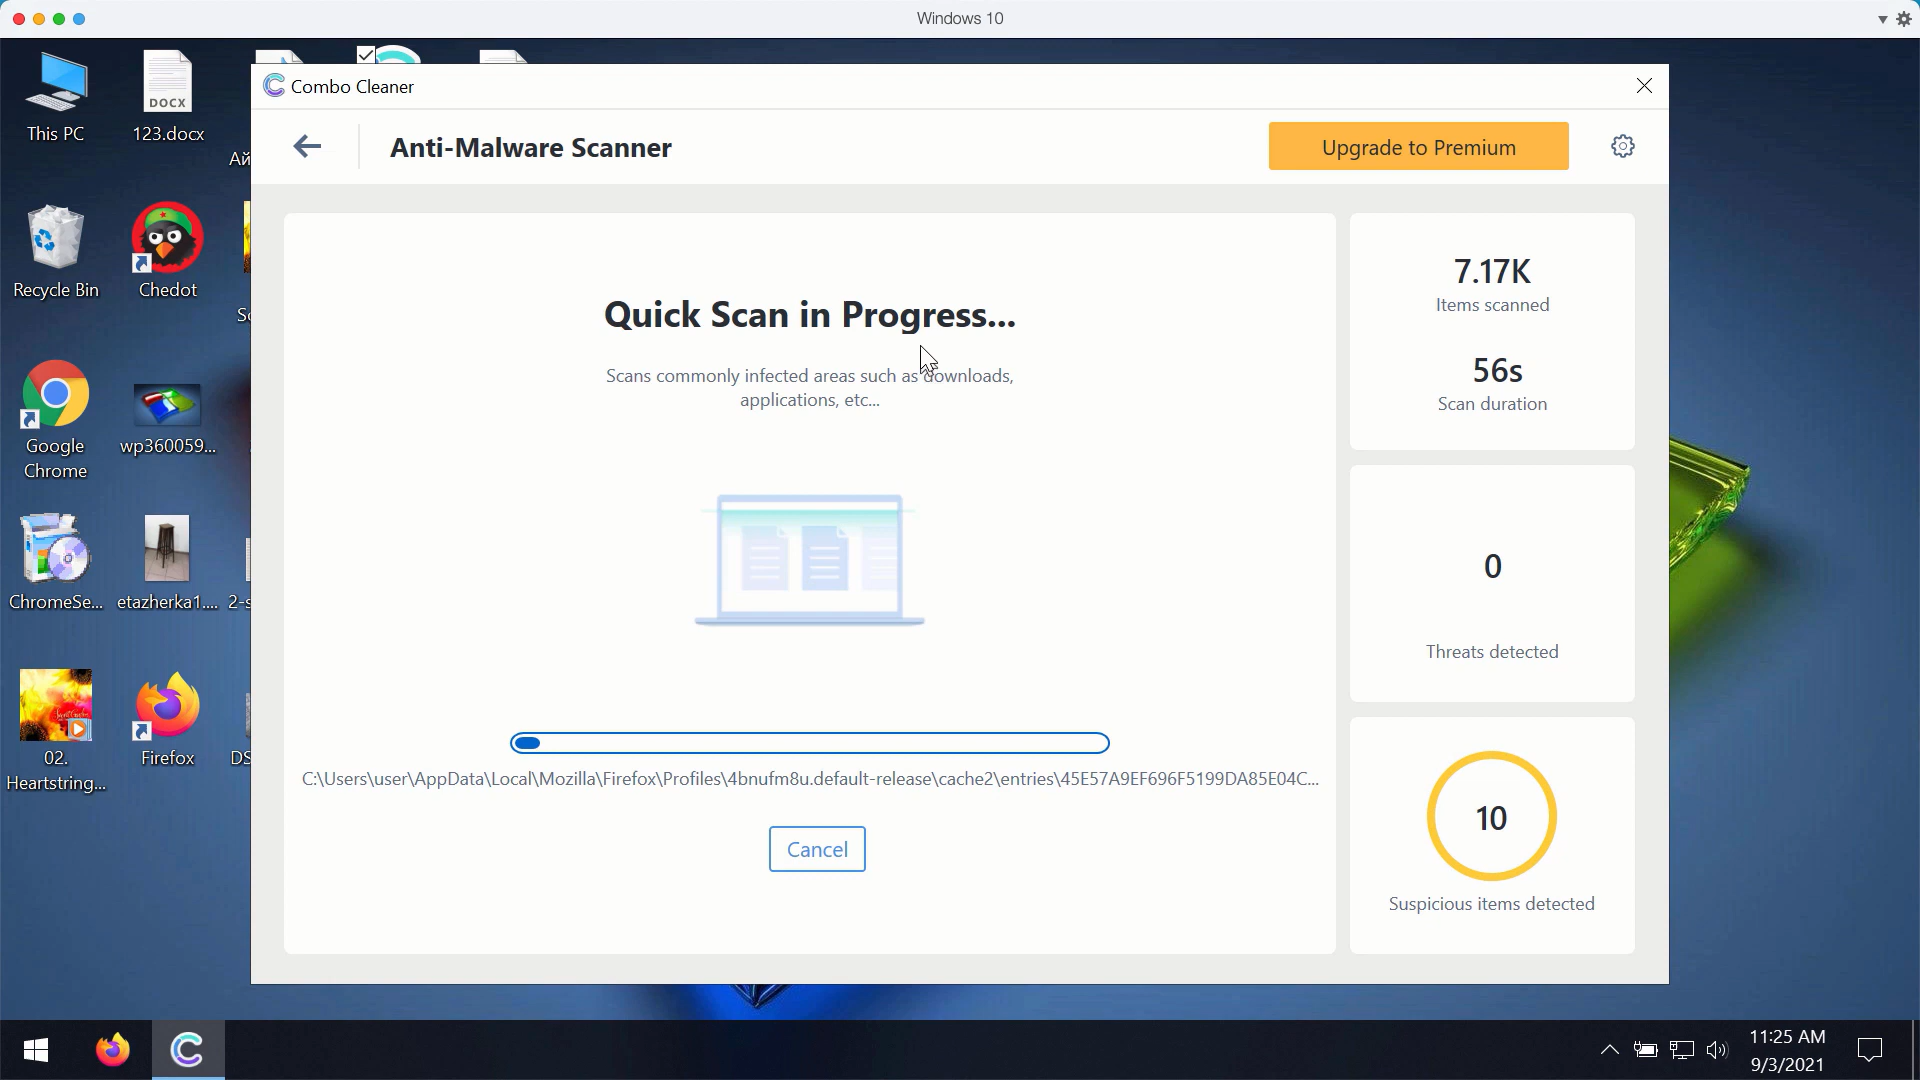 Windows 10
Combo Cleaner
Anti-Malware Scanner
Upgrade to Premium
Quick Scan in Progress...
Scans commonly infected areas such as downloads,
applications, etc...
C:\Users\user\AppData\Local\Mozilla\Firefox\Profiles\4bnufm8u.default-release\cache2\entries\45E57A9EF696F5199DA85E04C...
Cancel
7.17K
Items scanned
56s
Scan duration
0
Threats detected
10
Suspicious items detected
This PC
DOCX
123.docx
Recycle Bin
Chedot
Google
Chrome
wp360059...
ChromeSe...
etazherka1....
02.
Heartstring...
Firefox
11:25 AM
9/3/2021